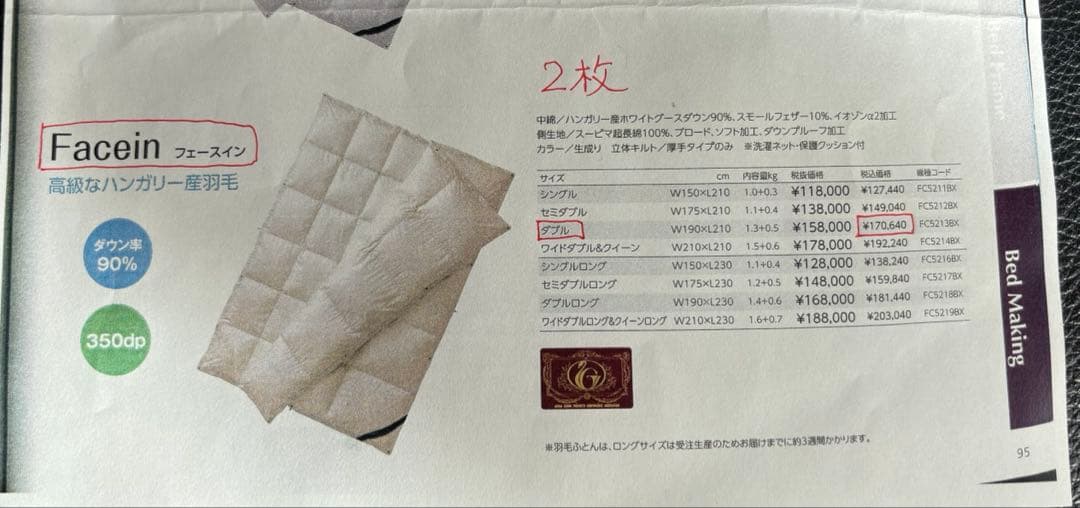 2枚
Facein フェースイン
高級なハンガリー産羽毛
ダウン率
90%
350dp
中綿／ハンガリー産ホワイトグースダウン90%、スモールフェザー10%、イオゾンα2加工
側生地／スーピマ超長綿100%、ブロード、ソフト加工、ダウンプルーフ加工
カラー／生成り 立体キルト／厚手タイプのみ ※洗濯ネット・保護クッション付
サイズ cm 内容量kg 税抜価格 税込価格 機種コード
シングル W150×L210 1.0+0.3 ¥118,000 ¥127,440 FC5211BX
セミダブル W175×L210 1.1+0.4 ¥138,000 ¥149,040 FC5212BX
ダブル W190×L210 1.3+0.5 ¥158,000 ¥170,640 FC5213BX
ワイドダブル&クイーン W210×L210 1.5+0.6 ¥178,000 ¥192,240 FC5214BX
シングルロング W150×L230 1.1+0.4 ¥128,000 ¥138,240 FC5216BX
セミダブルロング W175×L230 1.2+0.5 ¥148,000 ¥159,840 FC5217BX
ダブルロング W190×L230 1.4+0.6 ¥168,000 ¥181,440 FC5218BX
ワイドダブルロング&クイーンロング W210×L230 1.6+0.7 ¥188,000 ¥203,040 FC5219BX
※羽毛ふとんは、ロングサイズは受注生産のためお届けまでに約3週間かかります。
Bed Frame
Bed Making
95